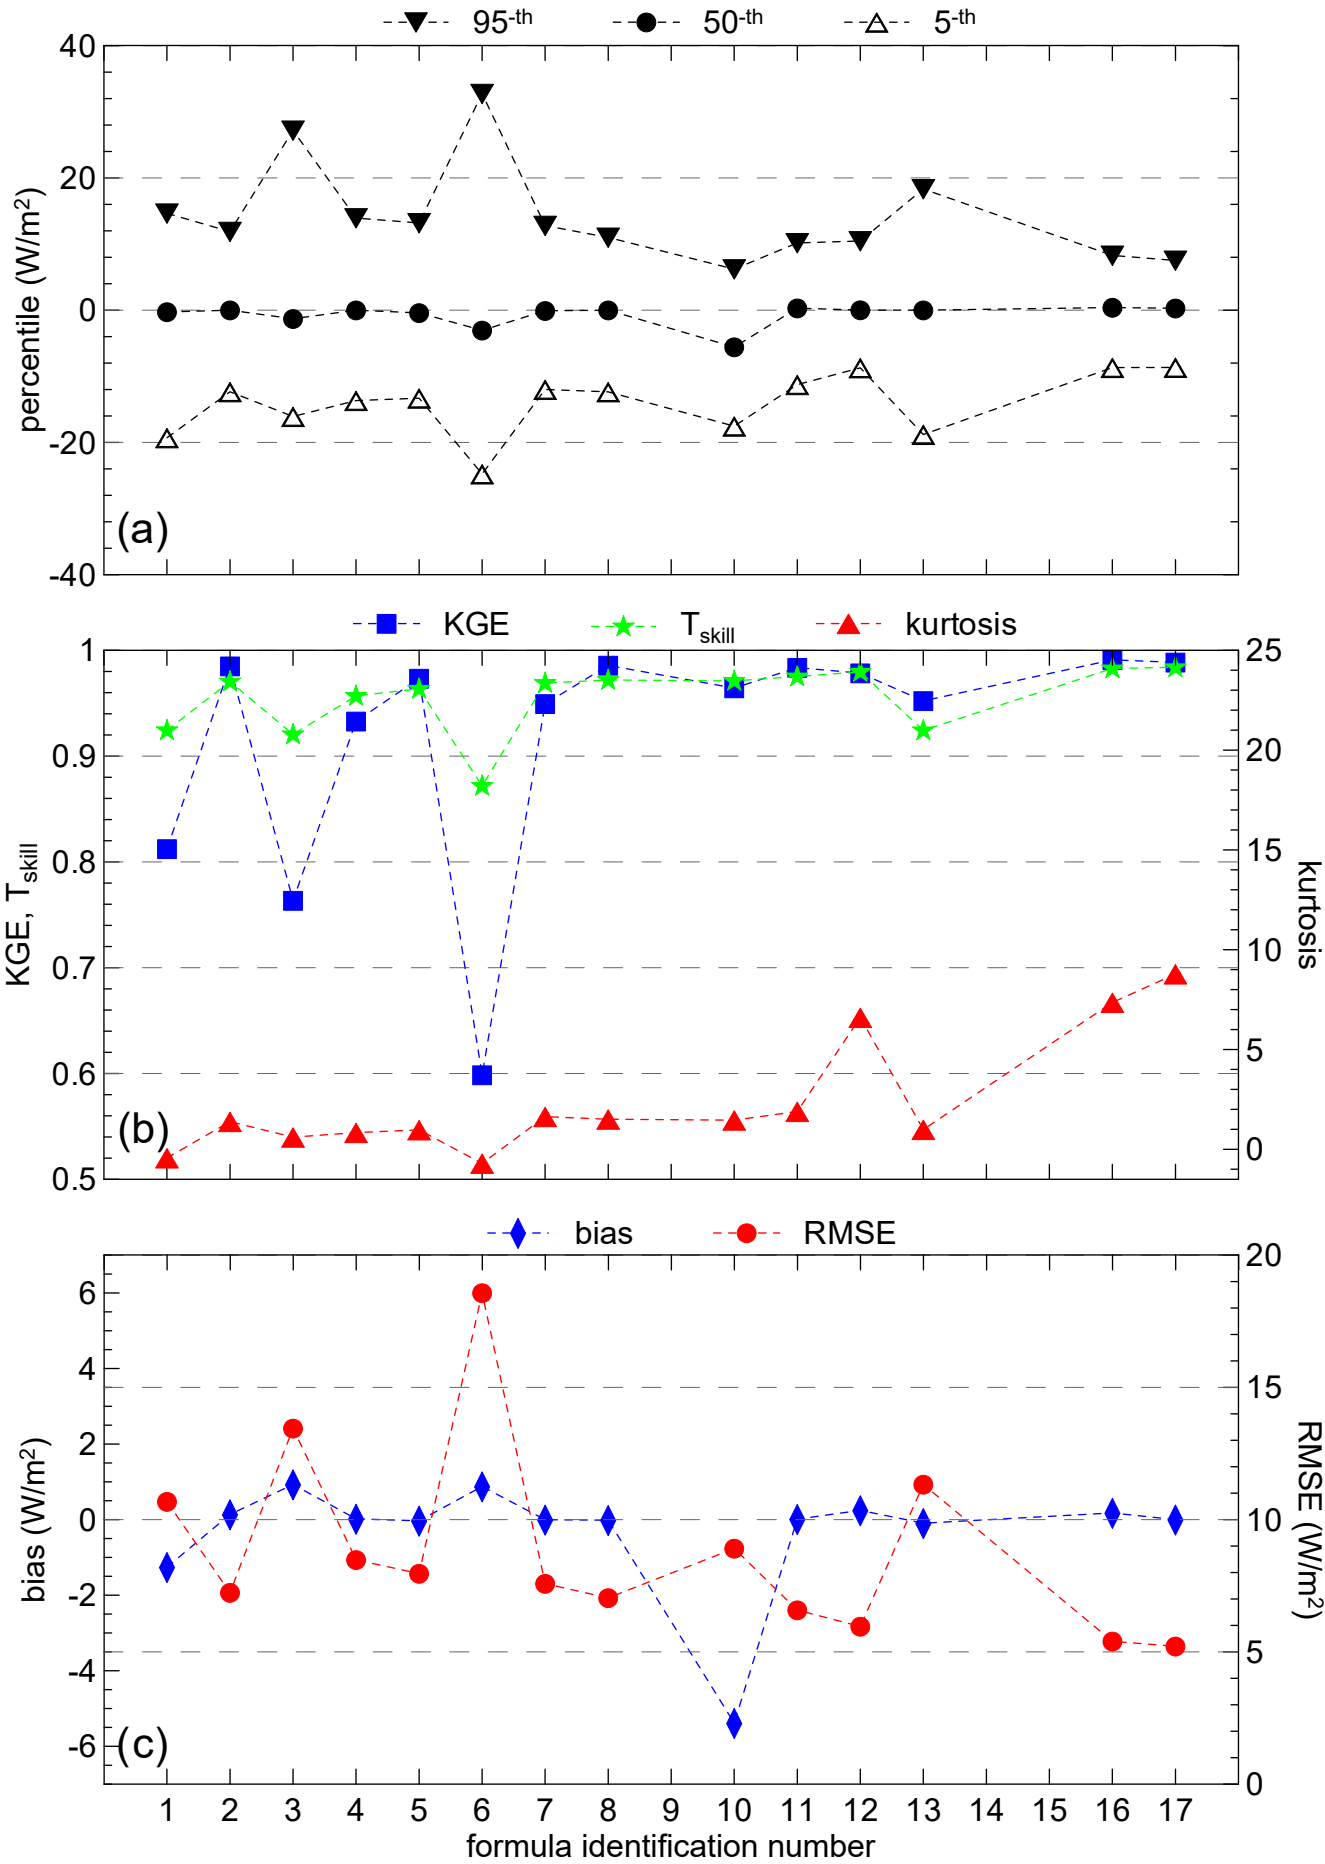 95-th 50-th 5-th
40
20
0
-20
-40
percentile (W/m²)
(a)
KGE Tskill kurtosis
1
0.9
0.8
0.7
0.6
0.5
KGE, Tskill
25
20
15
10
5
0
kurtosis
(b)
bias RMSE
6
4
2
0
-2
-4
-6
bias (W/m²)
20
15
10
5
0
RMSE (W/m²)
(c)
1 2 3 4 5 6 7 8 9 10 11 12 13 14 15 16 17
formula identification number